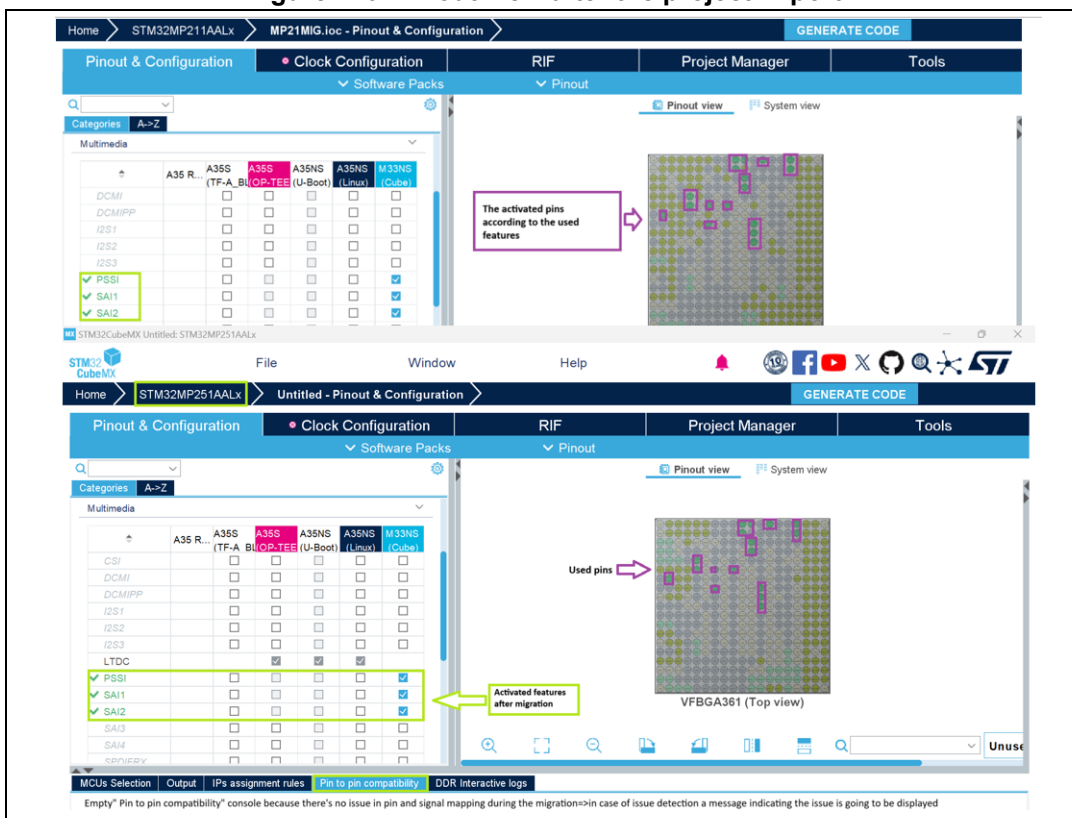 Home STM32MP211AALx MP21MIG.ioc - Pinout & Configuration GENERATE CODE
Pinout & Configuration Clock Configuration RIF Project Manager Tools
Software Packs Pinout
Pinout view System view
Categories A->Z
Multimedia
A35 R... A35S A35S A35NS A35NS M33NS
(TF-A_BL (OP-TEE (U-Boot) (Linux) (Cube)
DCMI
DCMIPP
I2S1
I2S2
I2S3
PSSI
SAI1
SAI2
The activated pins
according to the used
features
MX STM32CubeMX Untitled: STM32MP251AALx
STM32
CubeMX
File Window Help
10
Home STM32MP251AALx Untitled - Pinout & Configuration GENERATE CODE
Pinout & Configuration Clock Configuration RIF Project Manager Tools
Software Packs Pinout
Pinout view System view
Categories A->Z
Multimedia
A35 R... A35S A35S A35NS A35NS M33NS
(TF-A BL (OP-TEE (U-Boot) (Linux) (Cube)
CSI
DCMI
DCMIPP
I2S1
I2S2
I2S3
LTDC
PSSI
SAI1
SAI2
SAI3
SAI4
SPDIFRX
Used pins
Activated features
after migration
VFBGA361 (Top view)
Unuse
MCUs Selection Output IPs assignment rules Pin to pin compatibility DDR Interactive logs
Empty" Pin to pin compatibility" console because there's no issue in pin and signal mapping during the migration=>in case of issue detection a message indicating the issue is going to be displayed